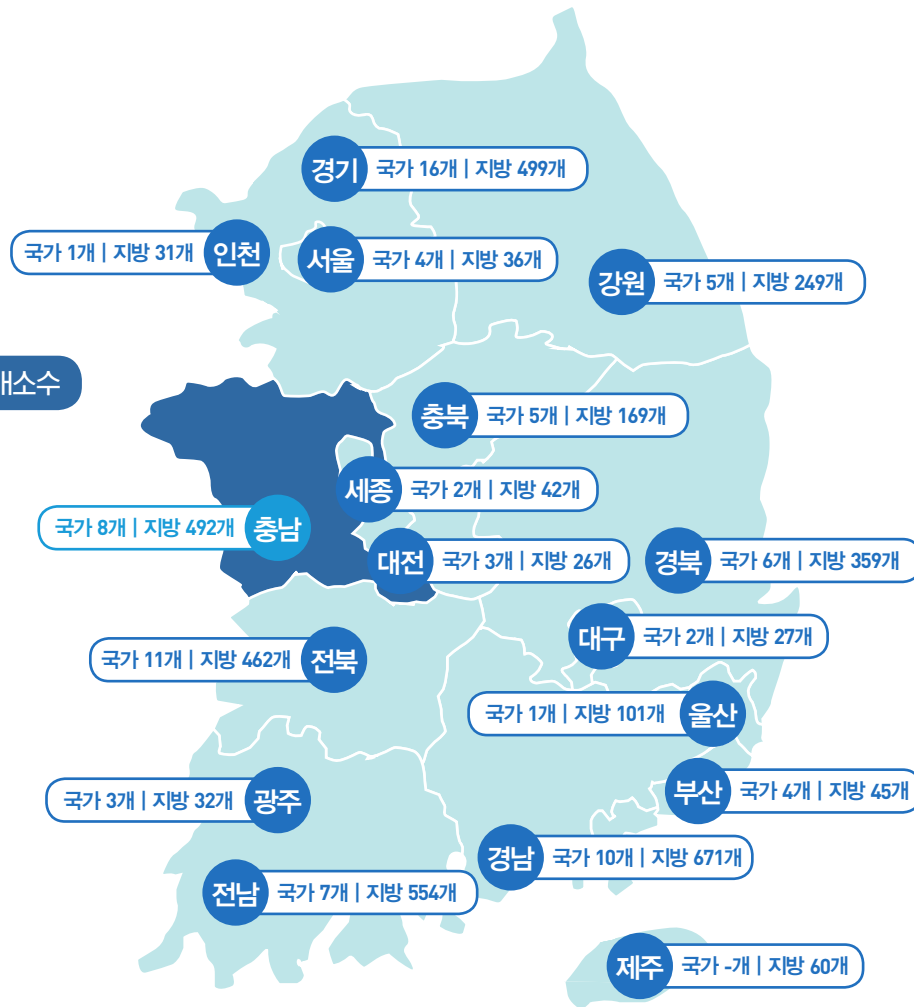 경기 국가 16개 | 지방 499개
국가 1개 | 지방 31개 인천
서울 국가 4개 | 지방 36개
강원 국가 5개 | 지방 249개
개소수
충북 국가 5개 | 지방 169개
세종 국가 2개 | 지방 42개
국가 8개 | 지방 492개 충남
대전 국가 3개 | 지방 26개
경북 국가 6개 | 지방 359개
대구 국가 2개 | 지방 27개
국가 11개 | 지방 462개 전북
국가 1개 | 지방 101개 울산
국가 3개 | 지방 32개 광주
부산 국가 4개 | 지방 45개
경남 국가 10개 | 지방 671개
전남 국가 7개 | 지방 554개
제주 국가 -개 | 지방 60개